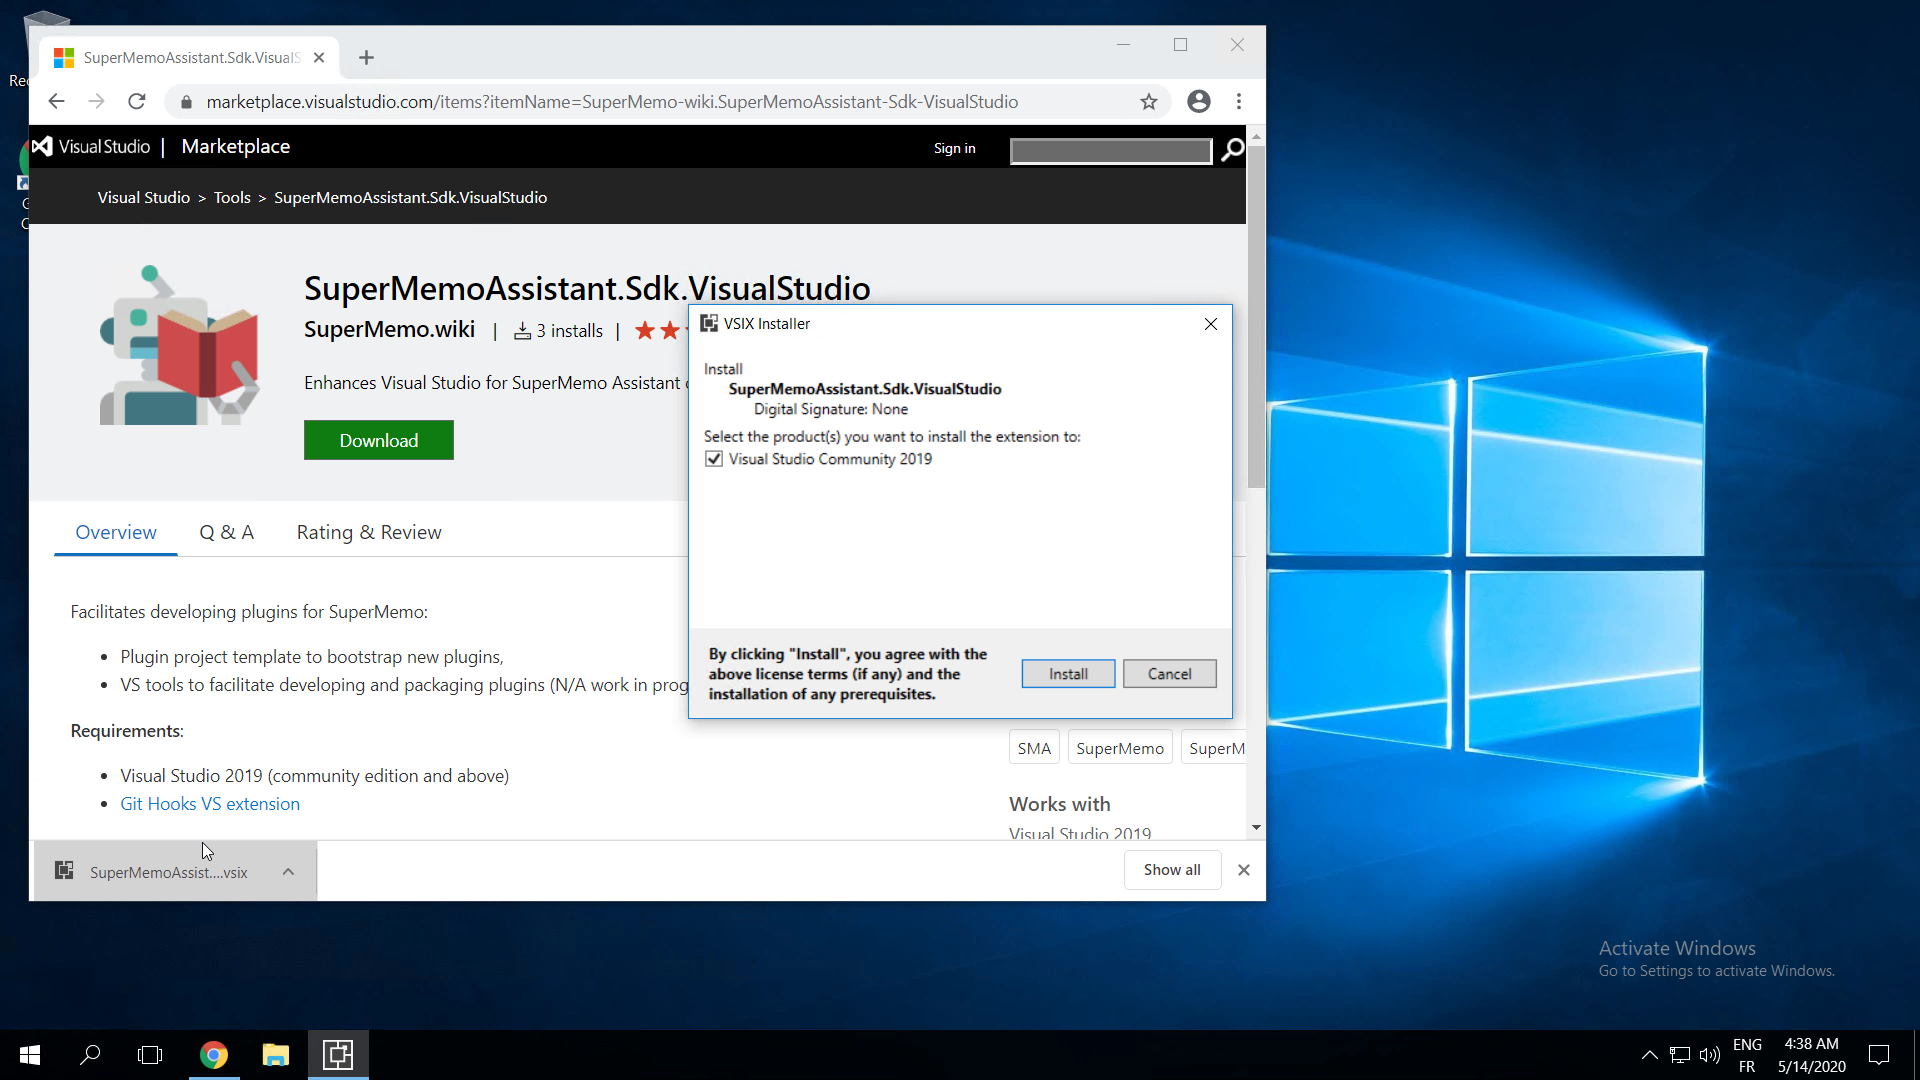 SuperMemoAssistant.Sdk.VisualS
marketplace.visualstudio.com/items?itemName=SuperMemo-wiki.SuperMemoAssistant-Sdk-VisualStudio
Visual Studio | Marketplace
Sign in
Visual Studio > Tools > SuperMemoAssistant.Sdk.VisualStudio
SuperMemoAssistant.Sdk.VisualStudio
SuperMemo.wiki | 3 installs |
Enhances Visual Studio for SuperMemo Assistant
Download
Overview
Q & A
Rating & Review
Facilitates developing plugins for SuperMemo:
• Plugin project template to bootstrap new plugins,
• VS tools to facilitate developing and packaging plugins (N/A work in prog
Requirements:
• Visual Studio 2019 (community edition and above)
• Git Hooks VS extension
SMA
SuperMemo
SuperM
Works with
Visual Studio 2019
VSIX Installer
Install
SuperMemoAssistant.Sdk.VisualStudio
Digital Signature: None
Select the product(s) you want to install the extension to:
Visual Studio Community 2019
By clicking "Install", you agree with the
above license terms (if any) and the
installation of any prerequisites.
Install
Cancel
SuperMemoAssist....vsix
Show all
Activate Windows
Go to Settings to activate Windows.
ENG
FR
4:38 AM
5/14/2020